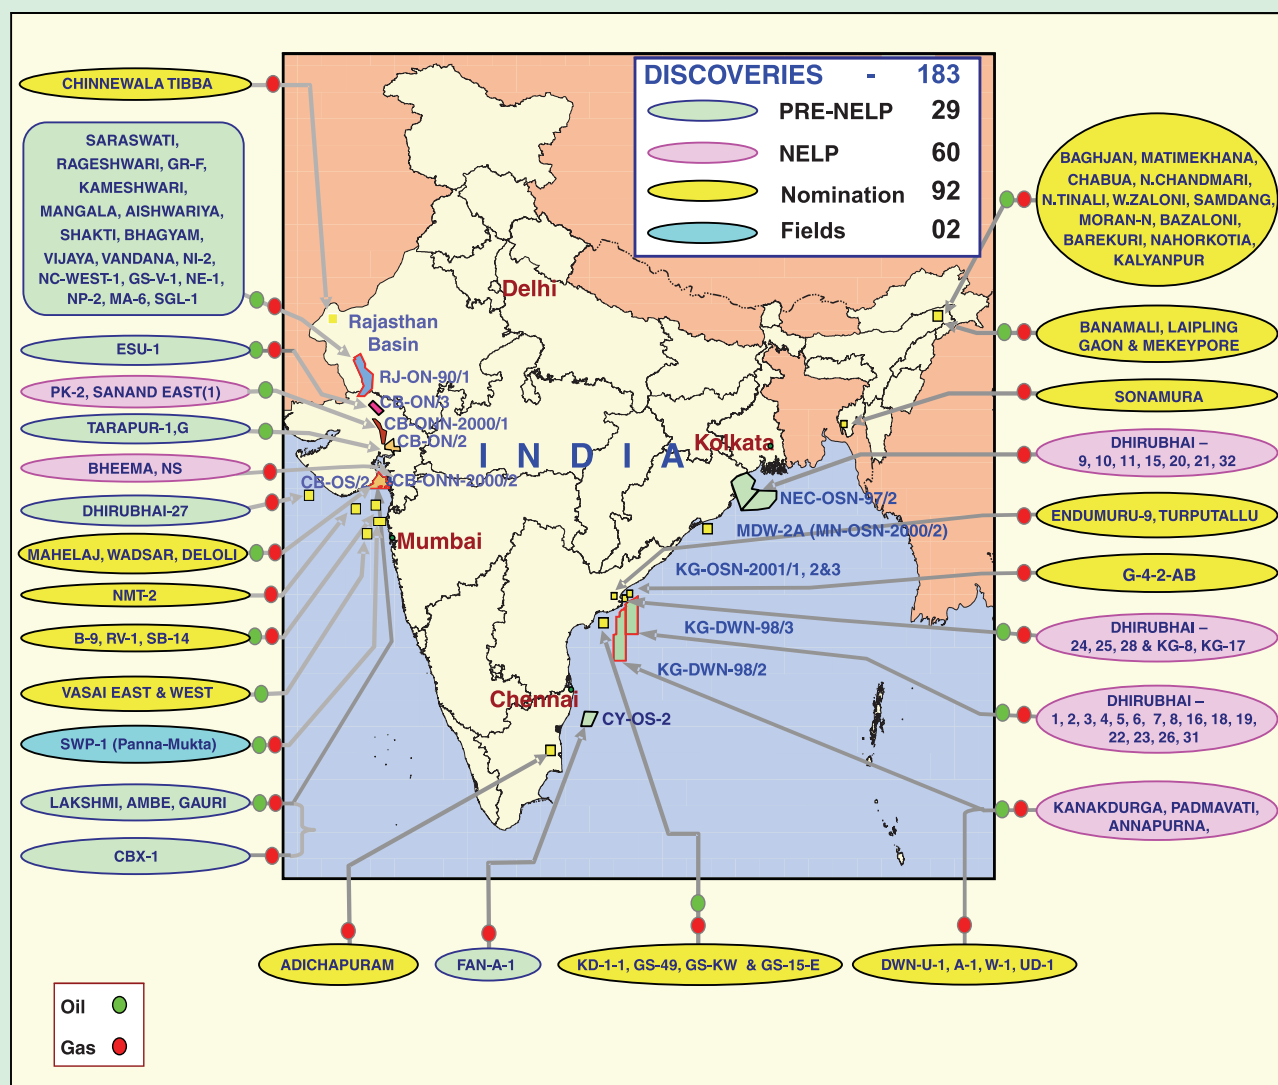 DISCOVERIES - 183
PRE-NELP 29
NELP 60
Nomination 92
Fields 02
CHINNEWALA TIBBA
SARASWATI,
RAGESHWARI, GR-F,
KAMESHWARI,
MANGALA, AISHWARIYA,
SHAKTI, BHAGYAM,
VIJAYA, VANDANA, NI-2,
NC-WEST-1, GS-V-1, NE-1,
NP-2, MA-6, SGL-1
ESU-1
PK-2, SANAND EAST(1)
TARAPUR-1,G
BHEEMA, NS
DHIRUBHAI-27
MAHELAJ, WADSAR, DELOLI
NMT-2
B-9, RV-1, SB-14
VASAI EAST & WEST
SWP-1 (Panna-Mukta)
LAKSHMI, AMBE, GAURI
CBX-1
Delhi
Rajasthan
Basin
RJ-ON-90/1
CB-ON/3
CB-ONN-2000/1
CB-ON/2
CB-OS/2
CB-ONN-2000/2
INDIA
Kolkata
Mumbai
Chennai
NEC-OSN-97/2
MDW-2A (MN-OSN-2000/2)
KG-OSN-2001/1, 2&3
KG-DWN-98/3
KG-DWN-98/2
CY-OS-2
BAGHJAN, MATIMEKHANA,
CHABUA, N.CHANDMARI,
N.TINALI, W.ZALONI, SAMDANG,
MORAN-N, BAZALONI,
BAREKURI, NAHORKOTIA,
KALYANPUR
BANAMALI, LAIPLING
GAON & MEKEYPORE
SONAMURA
DHIRUBHAI –
9, 10, 11, 15, 20, 21, 32
ENDUMURU-9, TURPUTALLU
G-4-2-AB
DHIRUBHAI –
24, 25, 28 & KG-8, KG-17
DHIRUBHAI –
1, 2, 3, 4, 5, 6, 7, 8, 16, 18, 19,
22, 23, 26, 31
KANAKDURGA, PADMAVATI,
ANNAPURNA,
ADICHAPURAM
FAN-A-1
KD-1-1, GS-49, GS-KW & GS-15-E
DWN-U-1, A-1, W-1, UD-1
Oil
Gas